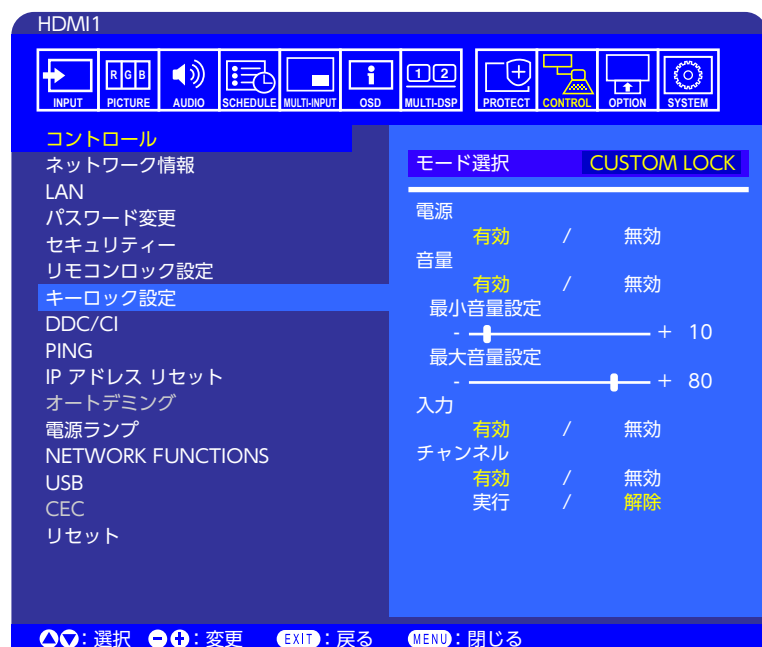 HDMI1
R G B
1 2
INPUT PICTURE AUDIO SCHEDULE MULTI-INPUT OSD MULTI-DSP PROTECT CONTROL OPTION SYSTEM
コントロール
ネットワーク情報
LAN
パスワード変更
セキュリティー
リモコンロック設定
キーロック設定
DDC/CI
PING
IP アドレス リセット
オートデミング
電源ランプ
NETWORK FUNCTIONS
USB
CEC
リセット
モード選択 CUSTOM LOCK
電源
有効 / 無効
音量
有効 / 無効
最小音量設定
- + 10
最大音量設定
- + 80
入力
有効 / 無効
チャンネル
有効 / 無効
実行 / 解除
: 選択 : 変更 EXIT : 戻る MENU : 閉じる